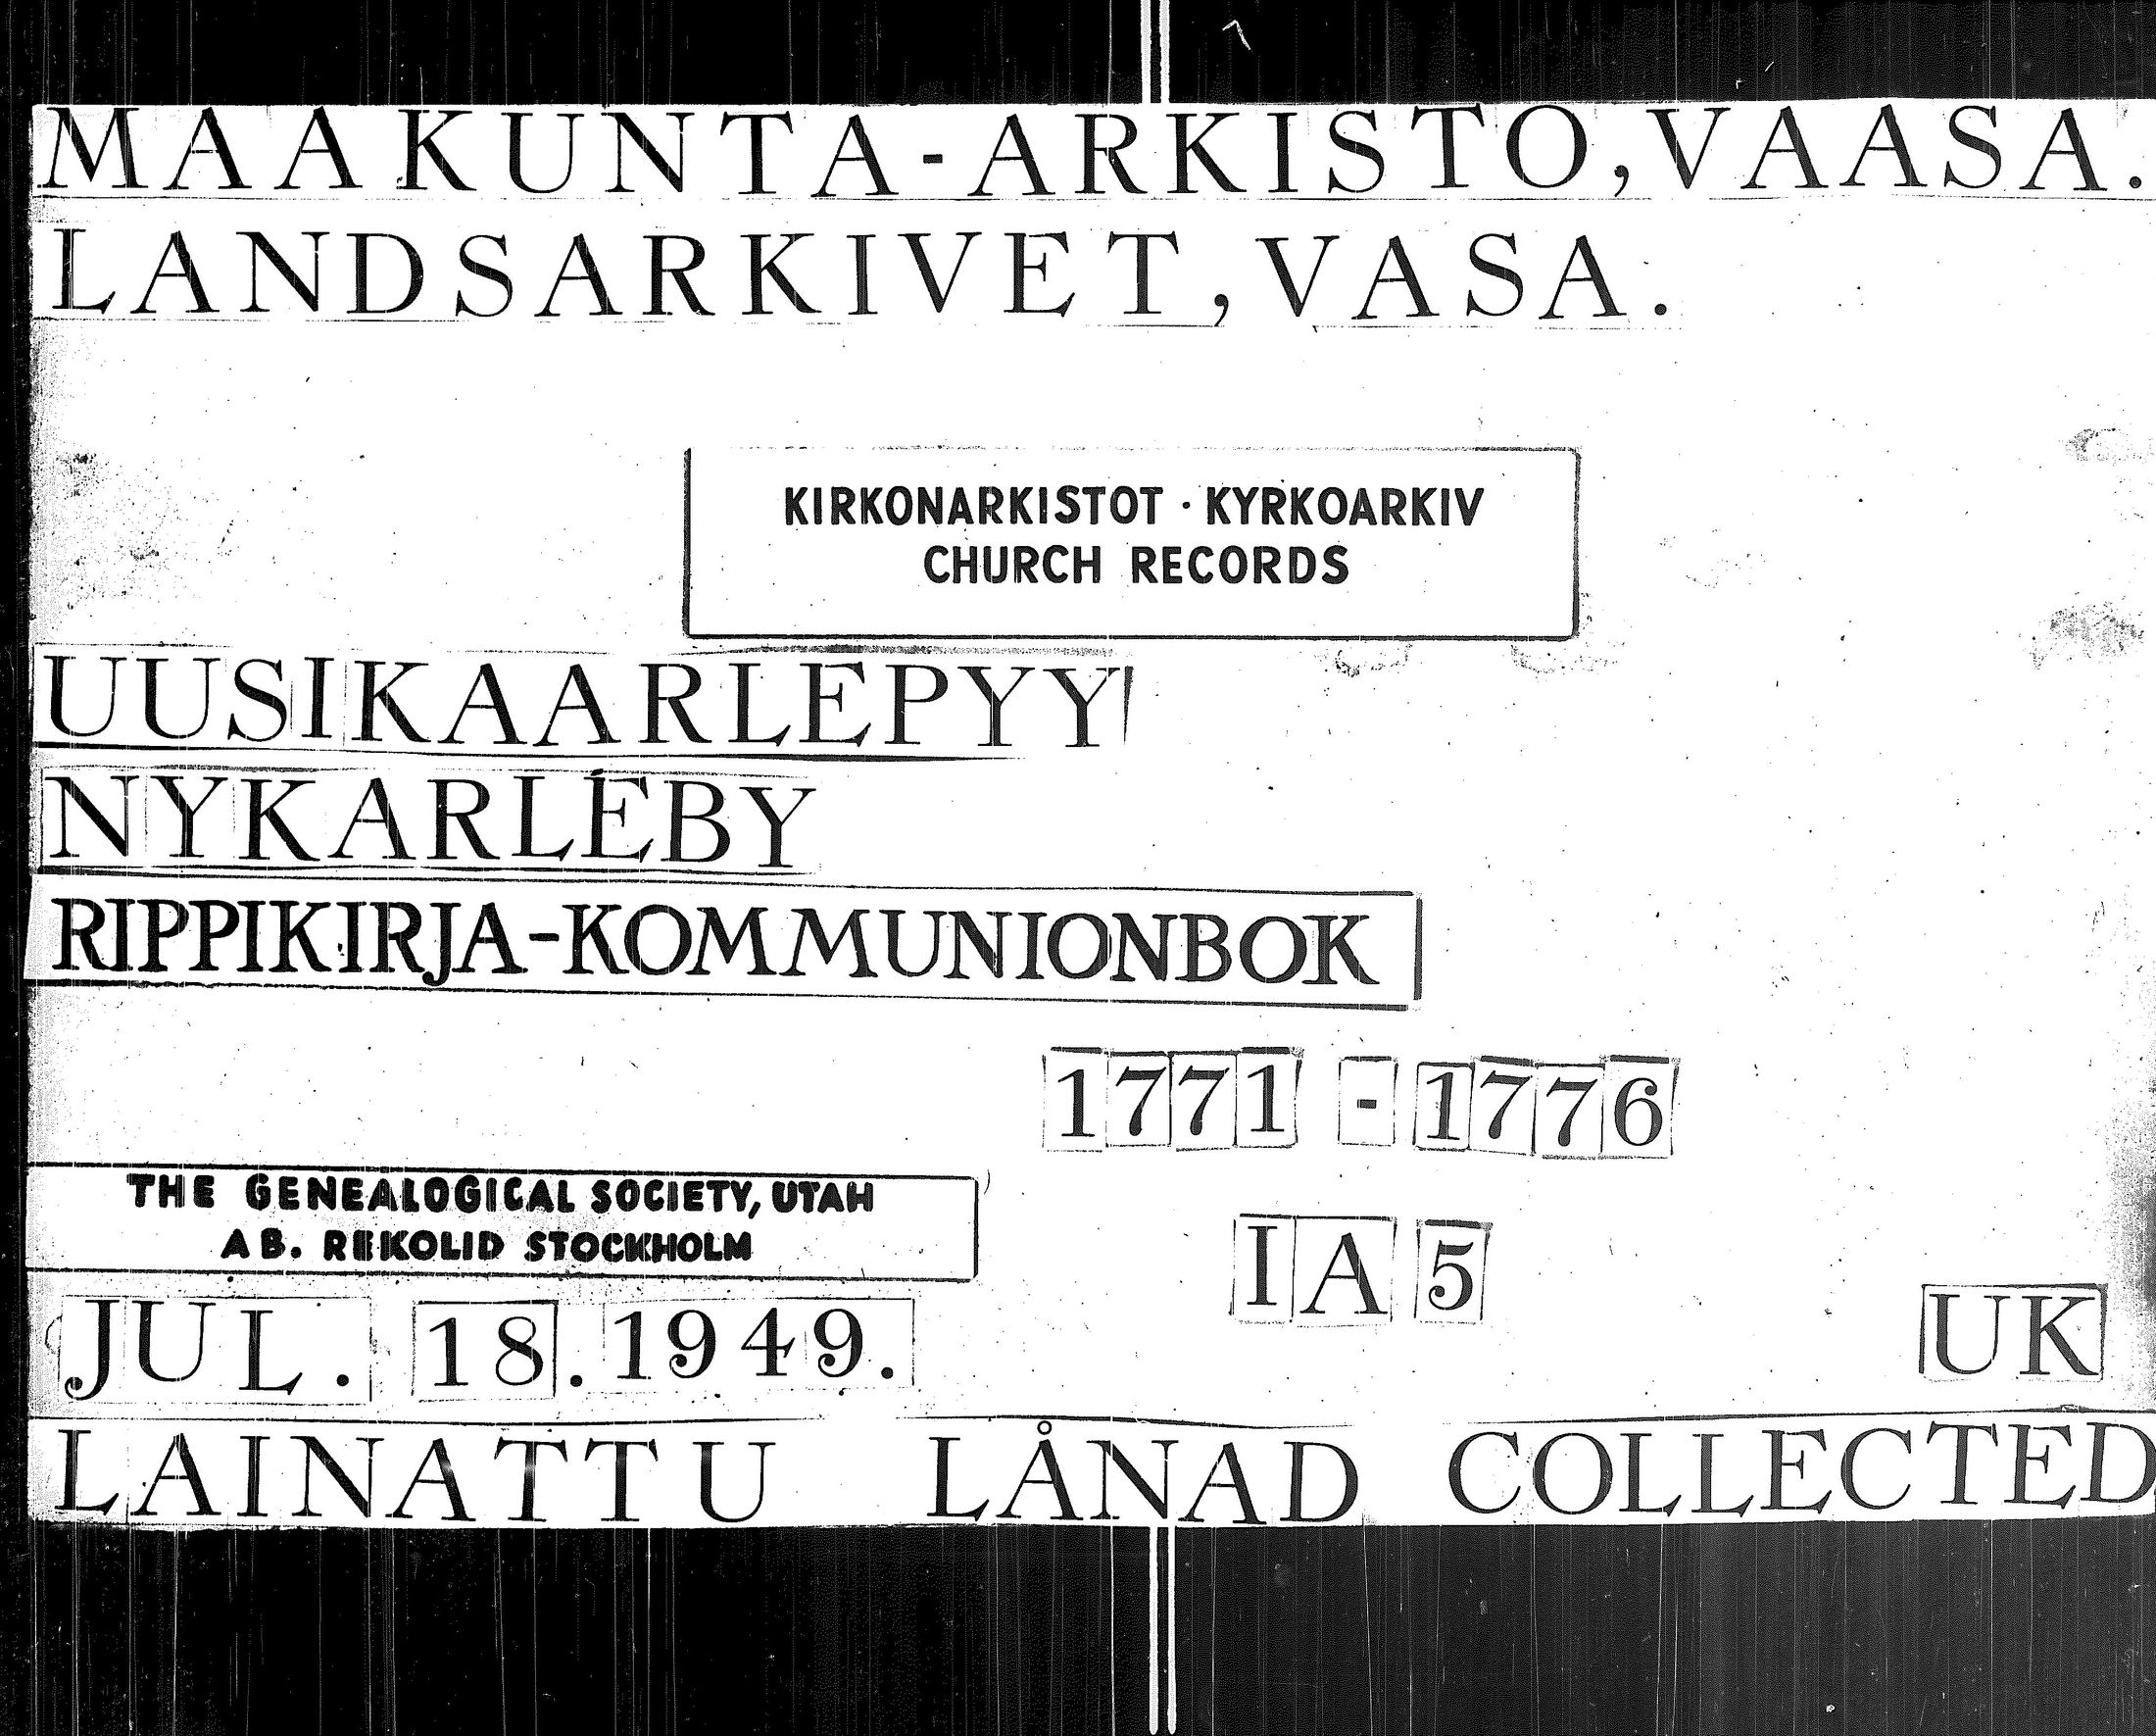 MAAKUNTA-ARKISTO, VAASA.
LANDSARKIVET, VASA.
KIRKONARKISTOT · KYRKOARKIV
CHURCH RECORDS
UUSIKAARLEPYY
NYKARLEBY
RIPPIKIRJA-KOMMUNIONBOK
1771 - 1776
THE GENEALOGICAL SOCIETY, UTAH
AB. REKOLID STOCKHOLM
I A 5
JUL. 18. 1949.
UK
LAINATTU LÅNAD COLLECTED